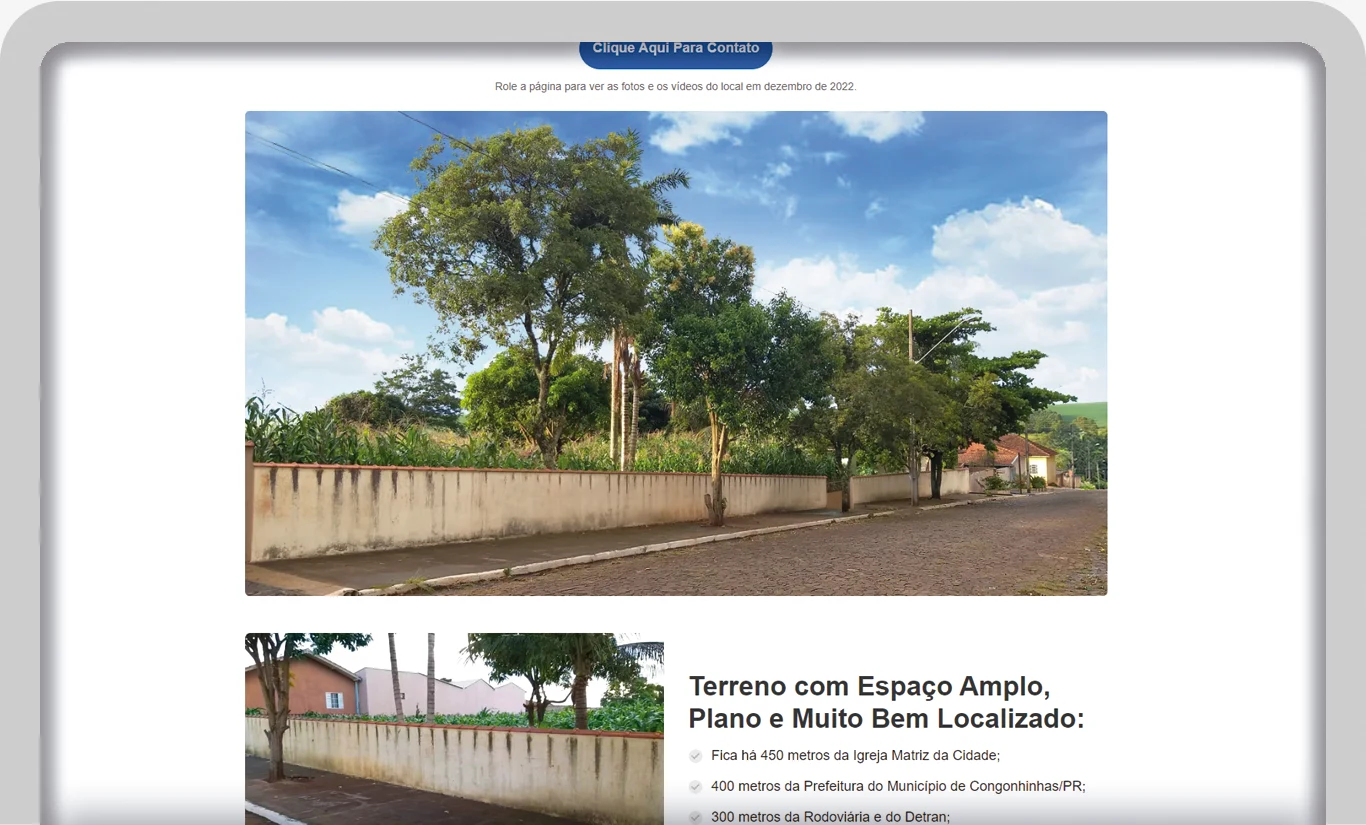 Clique Aqui Para Contato
Role a página para ver as fotos e os vídeos do local em dezembro de 2022.
Terreno com Espaço Amplo,
Plano e Muito Bem Localizado:
Fica há 450 metros da Igreja Matriz da Cidade;
400 metros da Prefeitura do Município de Congonhinhas/PR;
300 metros da Rodoviária e do Detran;